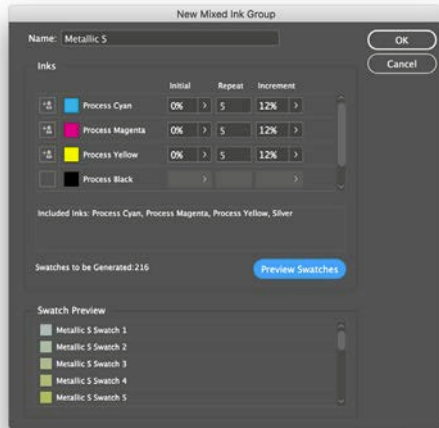 New Mixed Ink Group
Name: Metallic S
OK
Cancel
Inks
Initial Repeat Increment
Process Cyan 0% 5 12%
Process Magenta 0% 5 12%
Process Yellow 0% 5 12%
Process Black
Included Inks: Process Cyan, Process Magenta, Process Yellow, Silver
Swatches to be Generated:216
Preview Swatches
Swatch Preview
Metallic S Swatch 1
Metallic S Swatch 2
Metallic S Swatch 3
Metallic S Swatch 4
Metallic S Swatch 5